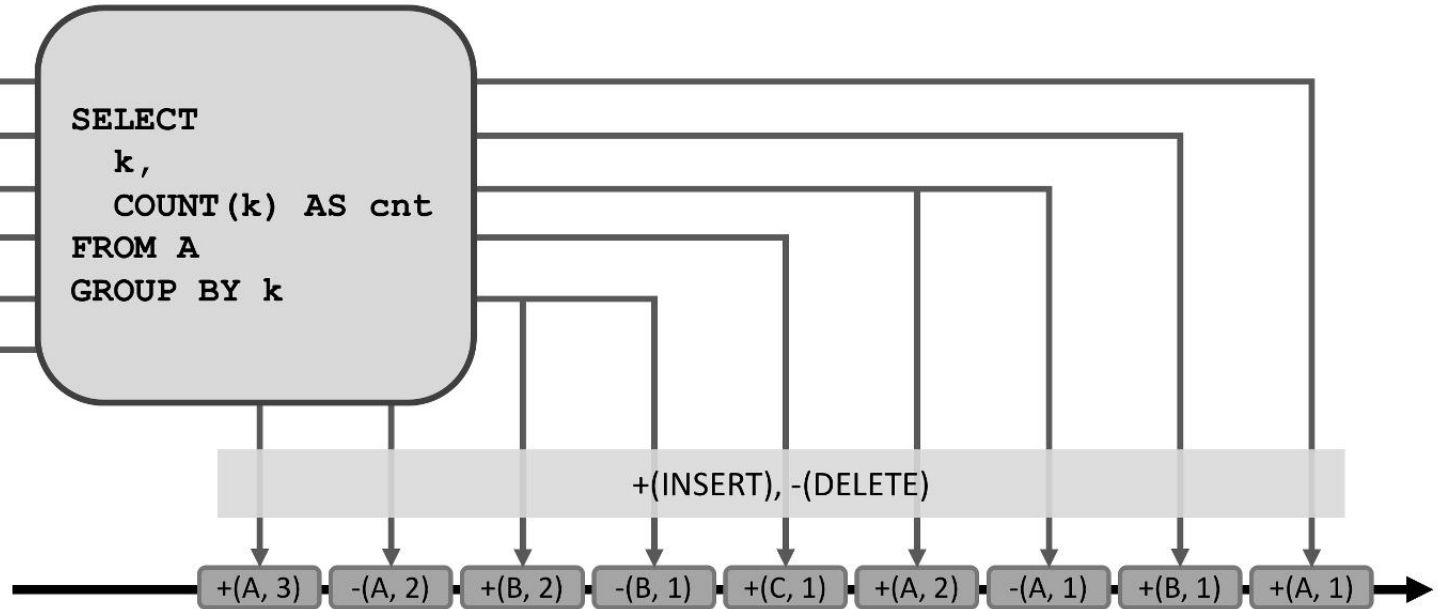 SELECT
k,
COUNT(k) AS cnt
FROM A
GROUP BY k
+(INSERT), -(DELETE)
+(A, 3) -(A, 2) +(B, 2) -(B, 1) +(C, 1) +(A, 2) -(A, 1) +(B, 1) +(A, 1)